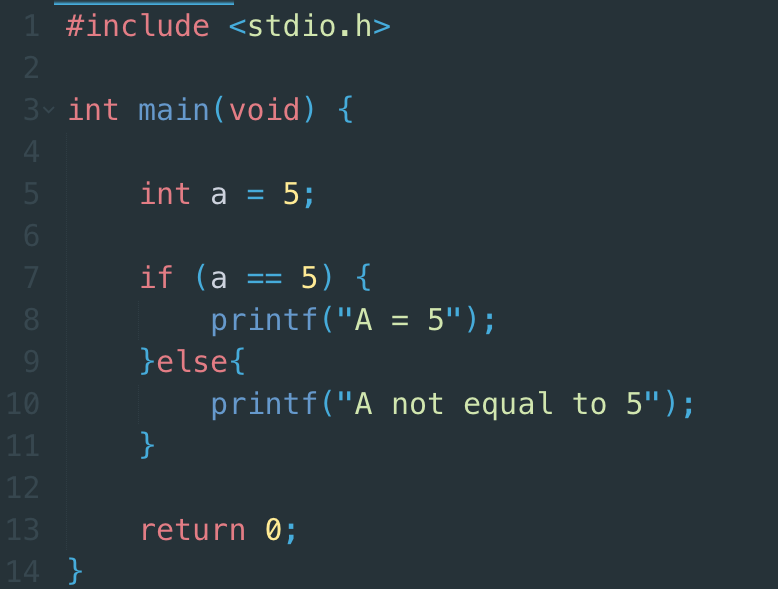 1 #include <stdio.h>
2
3 int main(void) {
4
5     int a = 5;
6
7     if (a == 5) {
8         printf("A = 5");
9     }else{
10         printf("A not equal to 5");
11     }
12
13     return 0;
14 }